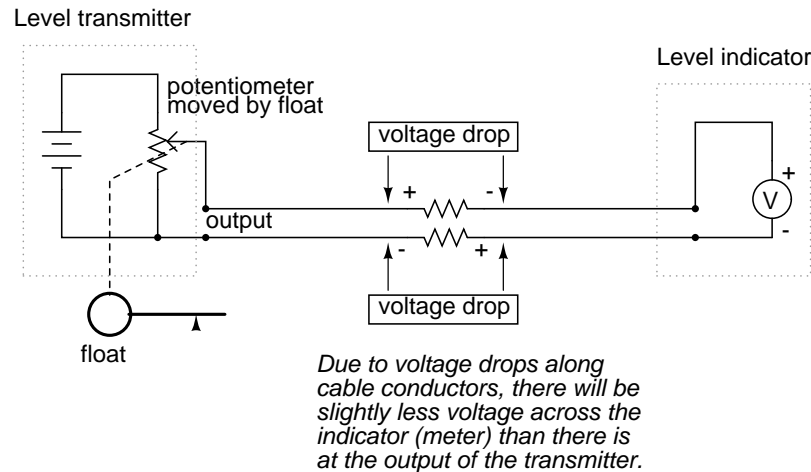 Level transmitter
Level indicator
potentiometer
moved by float
voltage drop
+
-
+
V
-
output
-
+
voltage drop
float
Due to voltage drops along
cable conductors, there will be
slightly less voltage across the
indicator (meter) than there is
at the output of the transmitter.